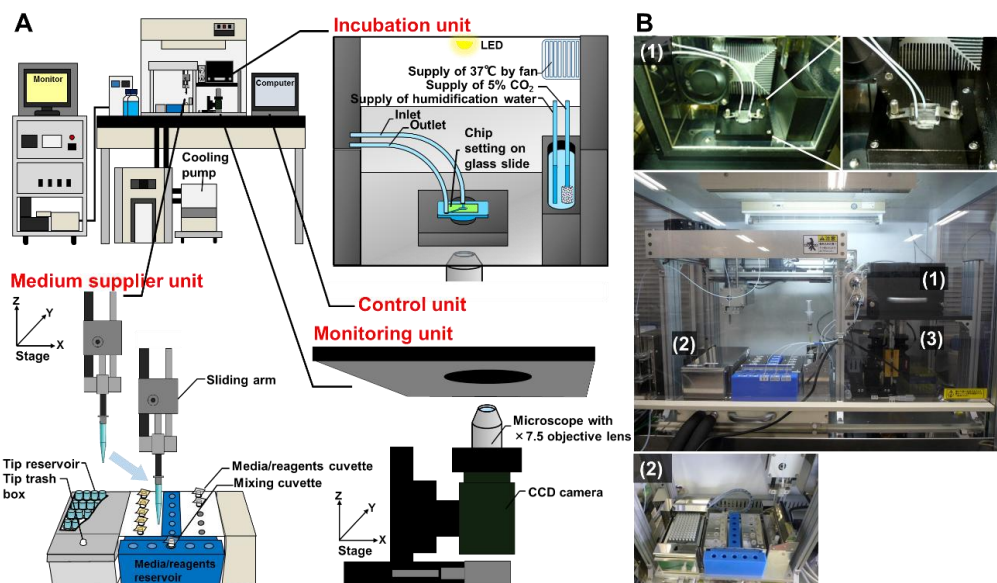 A
Incubation unit
Monitor
Computer
Cooling
pump
LED
Supply of 37℃ by fan
Supply of 5% CO₂
Supply of humidification water
Inlet
Outlet
Chip
setting on
glass slide
Medium supplier unit
Z
Y
X
Stage
Sliding arm
Tip reservoir
Tip trash
box
Media/reagents cuvette
Mixing cuvette
Media/reagents
reservoir
Control unit
Monitoring unit
Microscope with
×7.5 objective lens
CCD camera
Z
Y
X
Stage
B
(1)
(1)
(2)
(3)
(2)